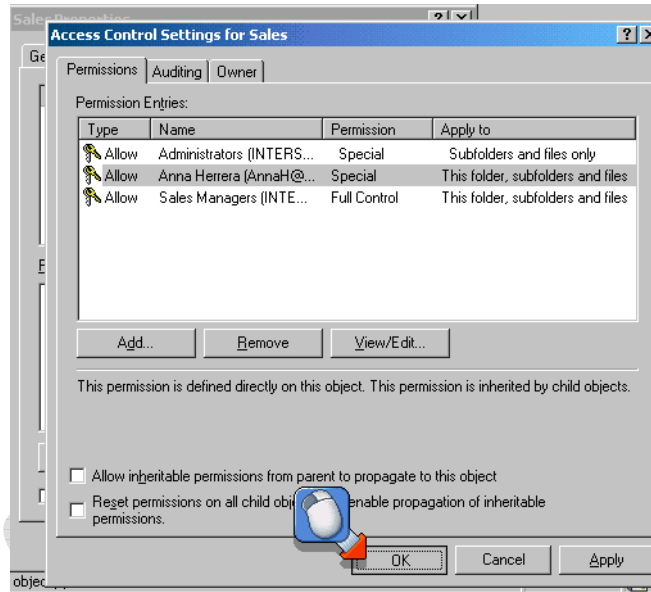 Sales Properties
Access Control Settings for Sales
Ge
Permissions
Auditing
Owner
Permission Entries:
Type Name Permission Apply to
Allow Administrators (INTERS... Special Subfolders and files only
Allow Anna Herrera (AnnaH@... Special This folder, subfolders and files
Allow Sales Managers (INTE... Full Control This folder, subfolders and files
Add... Remove View/Edit...
This permission is defined directly on this object. This permission is inherited by child objects.
Allow inheritable permissions from parent to propagate to this object
Reset permissions on all child obj enable propagation of inheritable
permissions.
OK Cancel Apply
objec